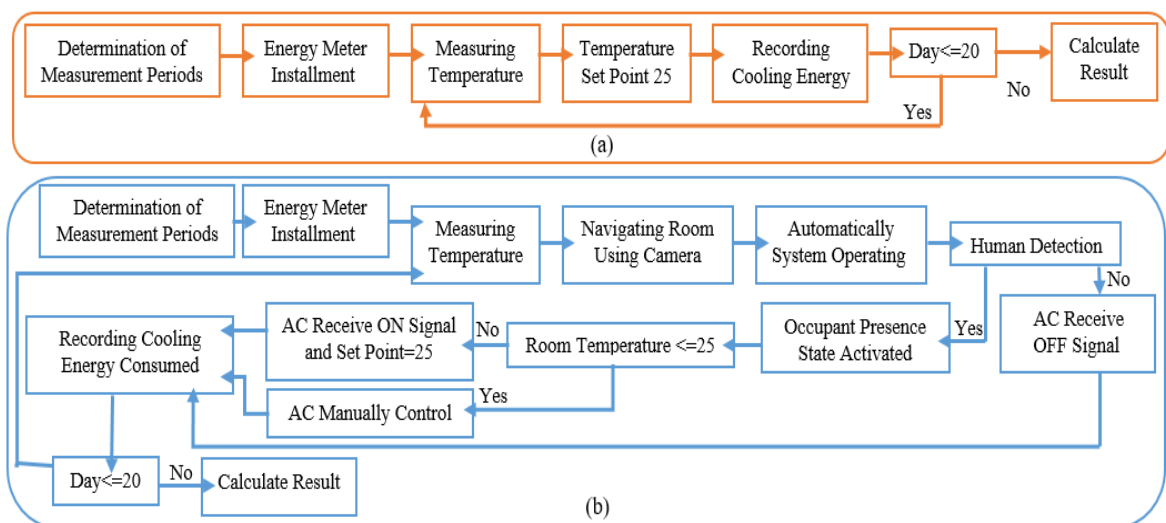 Determination of
Measurement Periods
Energy Meter
Installment
Measuring
Temperature
Temperature
Set Point 25
Recording
Cooling Energy
Day<=20
No
Calculate
Result
Yes
(a)
Determination of
Measurement Periods
Energy Meter
Installment
Measuring
Temperature
Navigating Room
Using Camera
Automatically
System Operating
Human Detection
No
AC Receive
OFF Signal
Yes
Occupant Presence
State Activated
Room Temperature <=25
No
AC Receive ON Signal
and Set Point=25
Yes
AC Manually Control
Recording Cooling
Energy Consumed
Day<=20
No
Calculate Result
(b)